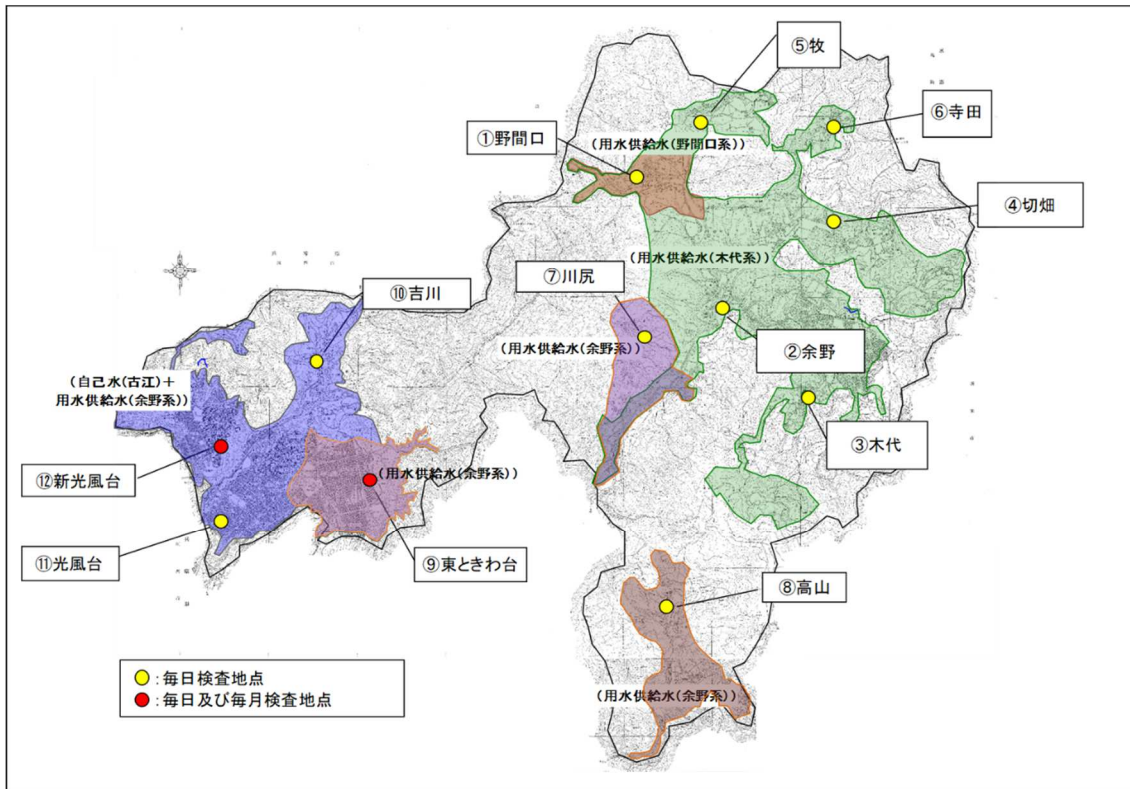 ⑤牧
⑥寺田
①野間口
(用水供給水(野間口系))
④切畑
(用水供給水(木代系))
⑦川尻
⑩吉川
(用水供給水(余野系))
②余野
(自己水(古江)+
用水供給水(余野系))
③木代
⑫新光風台
(用水供給水(余野系))
⑪光風台
⑨東ときわ台
⑧高山
:毎日検査地点
:毎日及び毎月検査地点
(用水供給水(余野系))